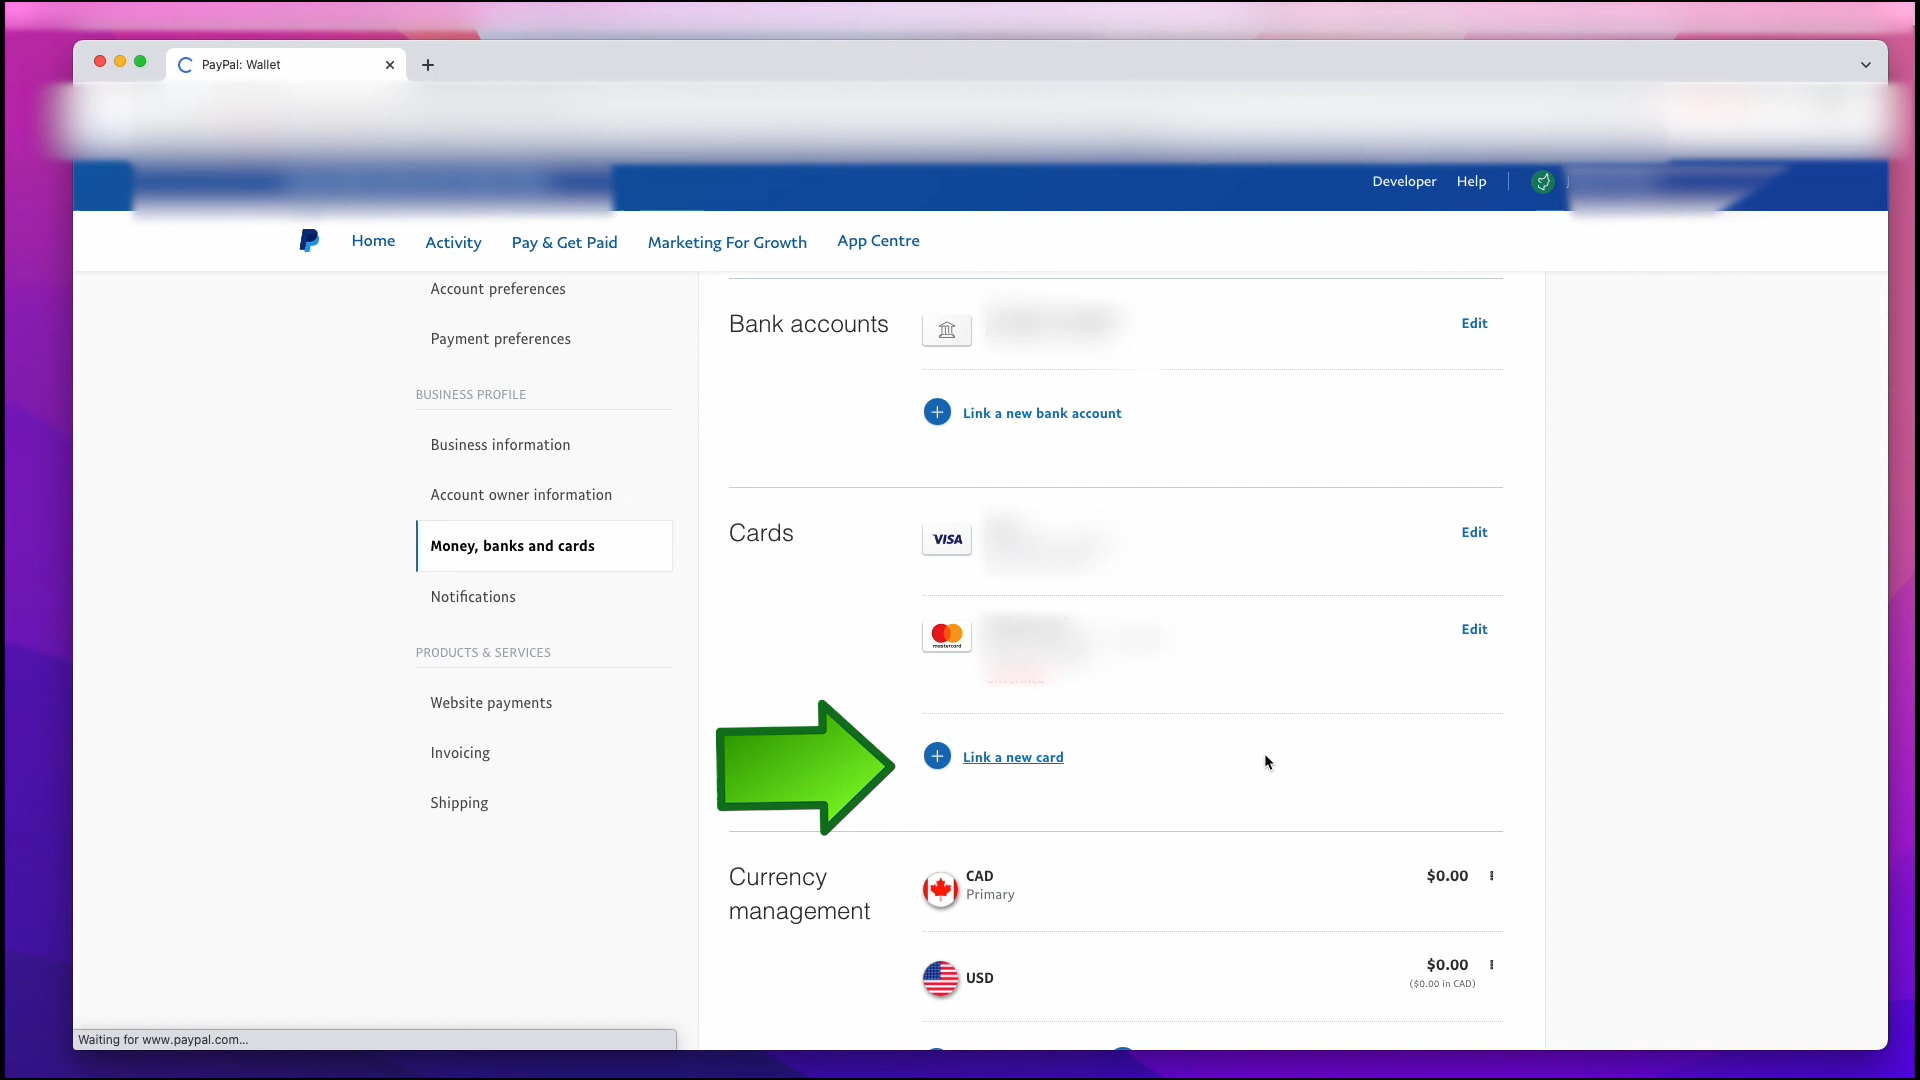 PayPal: Wallet
Developer
Help
Home
Activity
Pay & Get Paid
Marketing For Growth
App Centre
Account preferences
Payment preferences
BUSINESS PROFILE
Business information
Account owner information
Money, banks and cards
Notifications
PRODUCTS & SERVICES
Website payments
Invoicing
Shipping
Bank accounts
Edit
Link a new bank account
Cards
VISA
Edit
mastercard
Edit
Link a new card
Currency
management
CAD
Primary
$0.00
USD
$0.00
($0.00 in CAD)
Waiting for www.paypal.com...